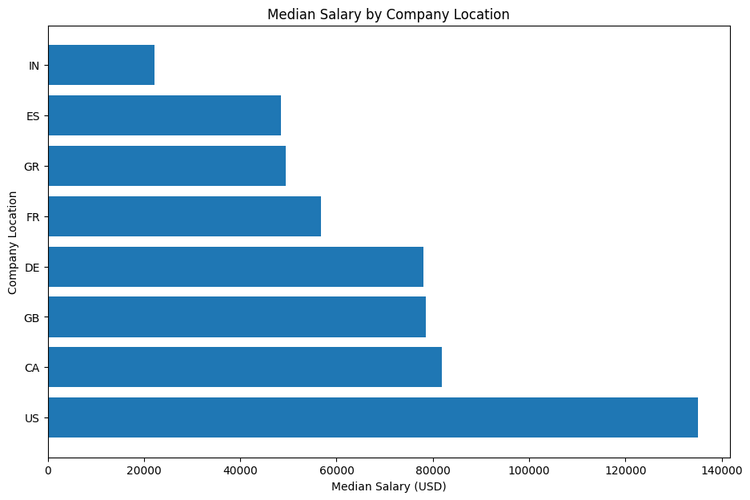 Median Salary by Company Location
Company Location
IN
ES
GR
FR
DE
GB
CA
US
0 20000 40000 60000 80000 100000 120000 140000
Median Salary (USD)